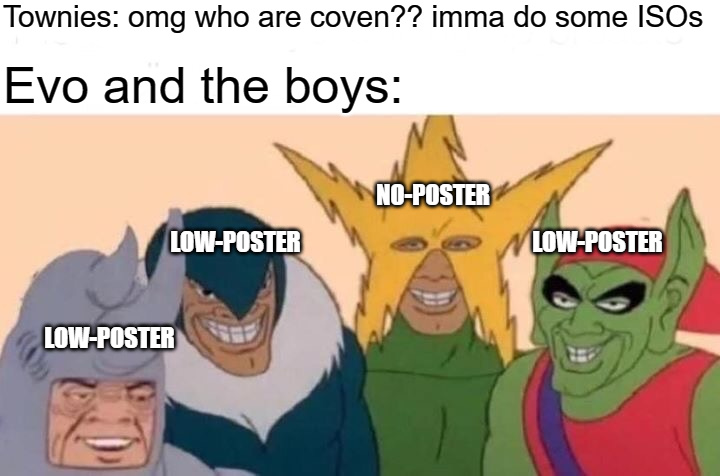 Townies: omg who are coven?? imma do some ISOs
Evo and the boys:
NO-POSTER
LOW-POSTER
LOW-POSTER
LOW-POSTER